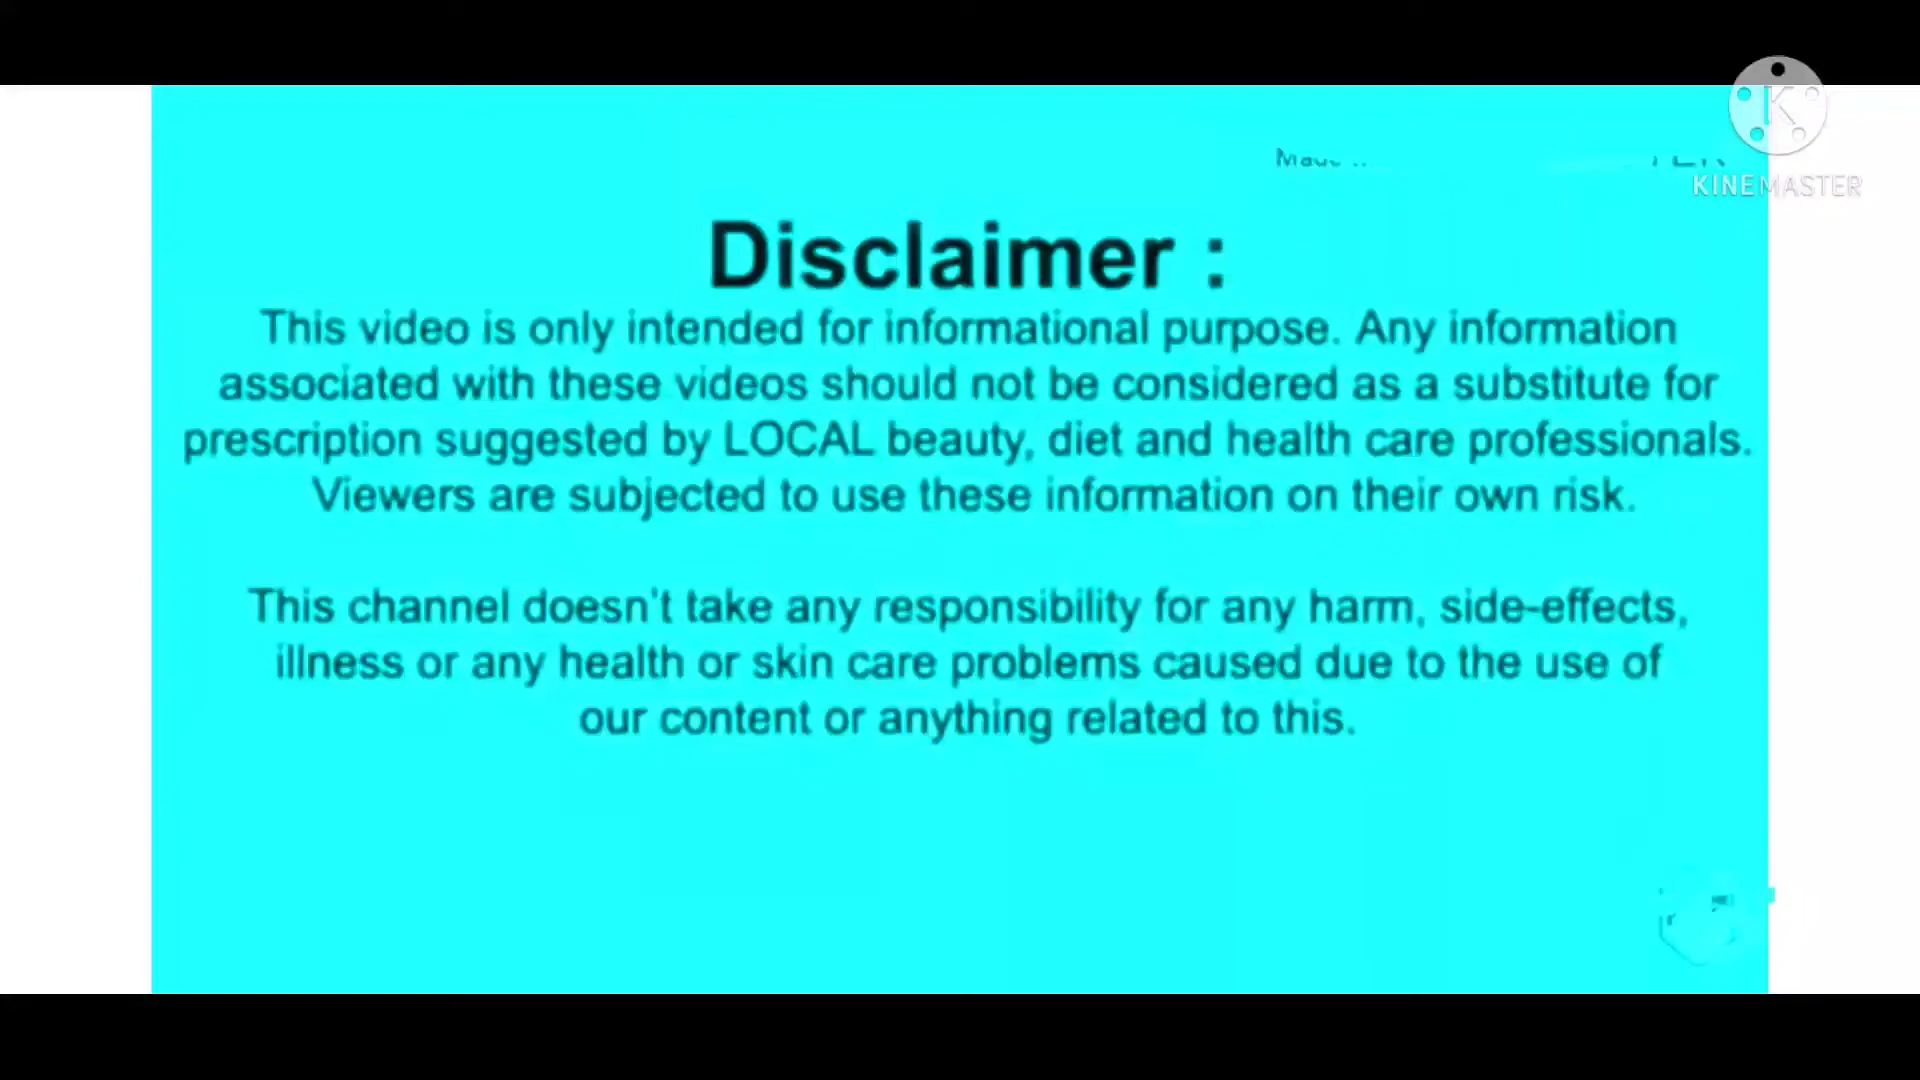 K
KINEMASTER
Disclaimer :
This video is only intended for informational purpose. Any information
associated with these videos should not be considered as a substitute for
prescription suggested by LOCAL beauty, diet and health care professionals.
Viewers are subjected to use these information on their own risk.
This channel doesn't take any responsibility for any harm, side-effects,
illness or any health or skin care problems caused due to the use of
our content or anything related to this.